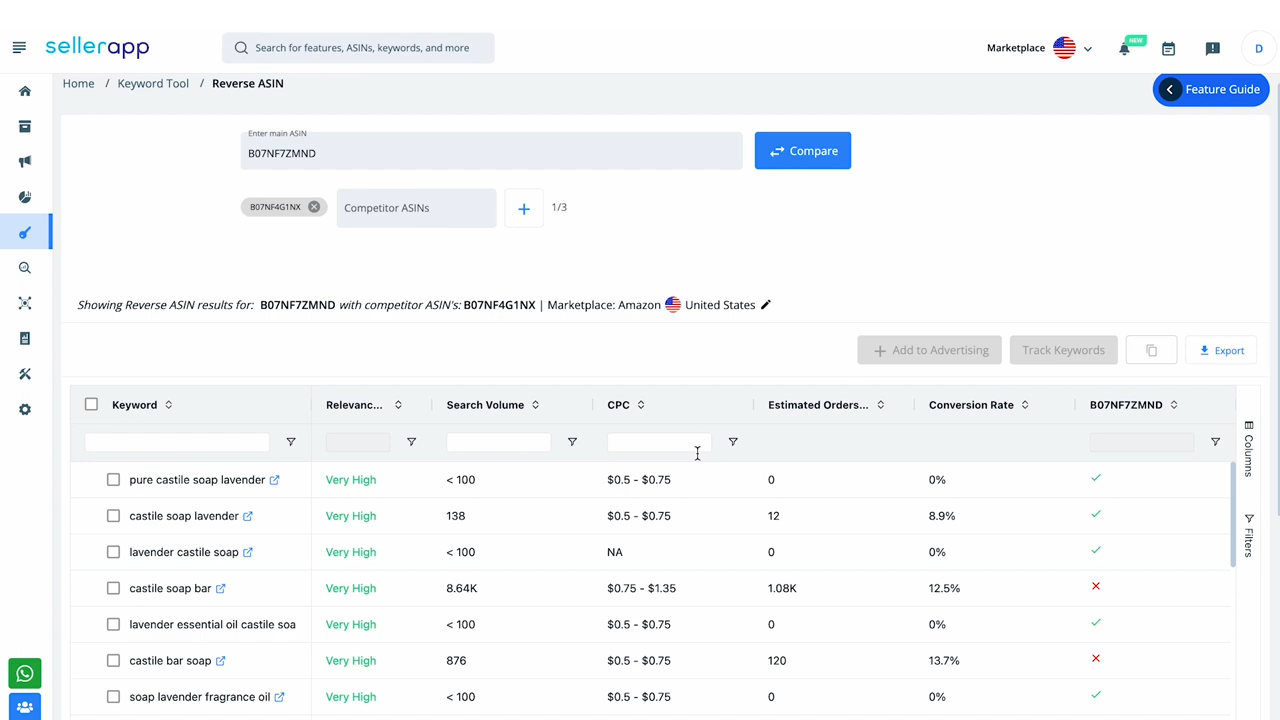 sellerapp
Search for features, ASINs, keywords, and more
Marketplace
NEW
D
Home / Keyword Tool / Reverse ASIN
Feature Guide
Enter main ASIN
B07NF7ZMND
Compare
B07NF4G1NX
Competitor ASINs
+
1/3
Showing Reverse ASIN results for: B07NF7ZMND with competitor ASIN's: B07NF4G1NX | Marketplace: Amazon United States
+ Add to Advertising
Track Keywords
Export
Keyword Relevanc... Search Volume CPC Estimated Orders... Conversion Rate B07NF7ZMND
Columns
Filters
pure castile soap lavender Very High < 100 $0.5 - $0.75 0 0%
castile soap lavender Very High 138 $0.5 - $0.75 12 8.9%
lavender castile soap Very High < 100 NA 0 0%
castile soap bar Very High 8.64K $0.75 - $1.35 1.08K 12.5%
lavender essential oil castile soa Very High < 100 $0.5 - $0.75 0 0%
castile bar soap Very High 876 $0.5 - $0.75 120 13.7%
soap lavender fragrance oil Very High < 100 $0.5 - $0.75 0 0%